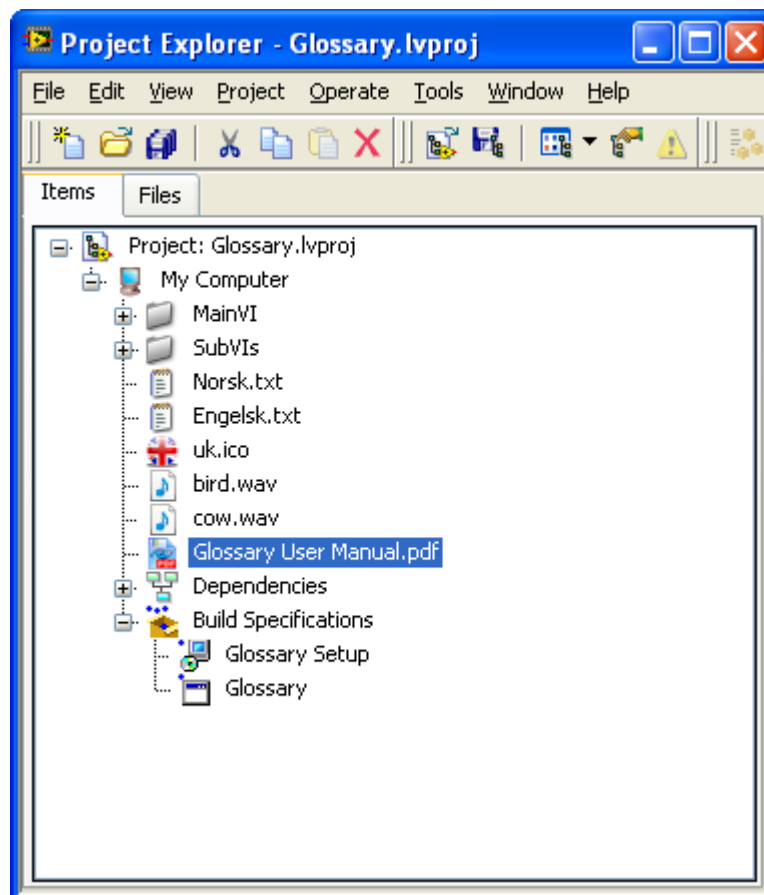 Project Explorer - Glossary.lvproj
File Edit View Project Operate Tools Window Help
Items Files
Project: Glossary.lvproj
My Computer
MainVI
SubVIs
Norsk.txt
Engelsk.txt
uk.ico
bird.wav
cow.wav
Glossary User Manual.pdf
Dependencies
Build Specifications
Glossary Setup
Glossary